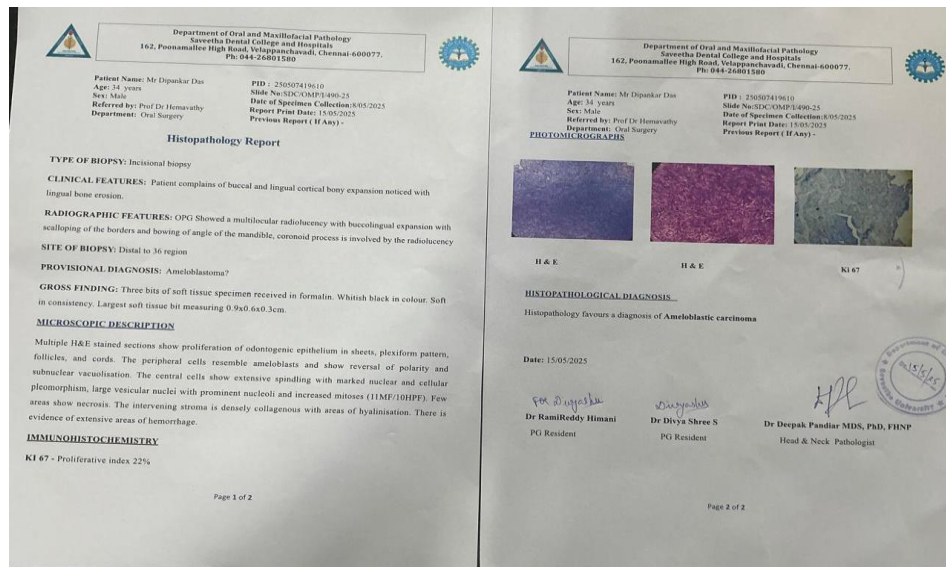 Department of Oral and Maxillofacial Pathology
Saveetha Dental College and Hospitals
162, Poonamallee High Road, Velappanchavadi, Chennai-600077.
Ph: 044-26801580
Patient Name: Mr Dipankar Das
Age: 34 years
Sex: Male
Referred by: Prof Dr Hemavathy
Department: Oral Surgery
PID : 250507419610
Slide No:SDC/OMP/I/490-25
Date of Specimen Collection:8/05/2025
Report Print Date: 15/05/2025
Previous Report ( If Any) -
Histopathology Report
TYPE OF BIOPSY: Incisional biopsy
CLINICAL FEATURES: Patient complains of buccal and lingual cortical bony expansion noticed with
lingual bone erosion.
RADIOGRAPHIC FEATURES: OPG Showed a multilocular radiolucency with buccolingual expansion with
scalloping of the borders and bowing of angle of the mandible, coronoid process is involved by the radiolucency
SITE OF BIOPSY: Distal to 36 region
PROVISIONAL DIAGNOSIS: Ameloblastoma?
GROSS FINDING: Three bits of soft tissue specimen received in formalin. Whitish black in colour. Soft
in consistency. Largest soft tissue bit measuring 0.9x0.6x0.3cm.
MICROSCOPIC DESCRIPTION
Multiple H&E stained sections show proliferation of odontogenic epithelium in sheets, plexiform pattern,
follicles, and cords. The peripheral cells resemble ameloblasts and show reversal of polarity and
subnuclear vacuolisation. The central cells show extensive spindling with marked nuclear and cellular
pleomorphism, large vesicular nuclei with prominent nucleoli and increased mitoses (11MF/10HPF). Few
areas show necrosis. The intervening stroma is densely collagenous with areas of hyalinisation. There is
evidence of extensive areas of hemorrhage.
IMMUNOHISTOCHEMISTRY
KI 67 - Proliferative index 22%
Page 1 of 2
Department of Oral and Maxillofacial Pathology
Saveetha Dental College and Hospitals
162, Poonamallee High Road, Velappanchavadi, Chennai-600077.
Ph: 044-26801580
Patient Name: Mr Dipankar Das
Age: 34 years
Sex: Male
Referred by: Prof Dr Hemavathy
Department: Oral Surgery
PID : 250507419610
Slide No:SDC/OMP/I/490-25
Date of Specimen Collection:8/05/2025
Report Print Date: 15/05/2025
Previous Report ( If Any) -
PHOTOMICROGRAPHS
H & E
H & E
KI 67
HISTOPATHOLOGICAL DIAGNOSIS
Histopathology favours a diagnosis of Ameloblastic carcinoma
Date: 15/05/2025
15/5/25
Dr RamiReddy Himani
PG Resident
Dr Divya Shree S
PG Resident
Dr Deepak Pandiar MDS, PhD, FHNP
Head & Neck Pathologist
Page 2 of 2